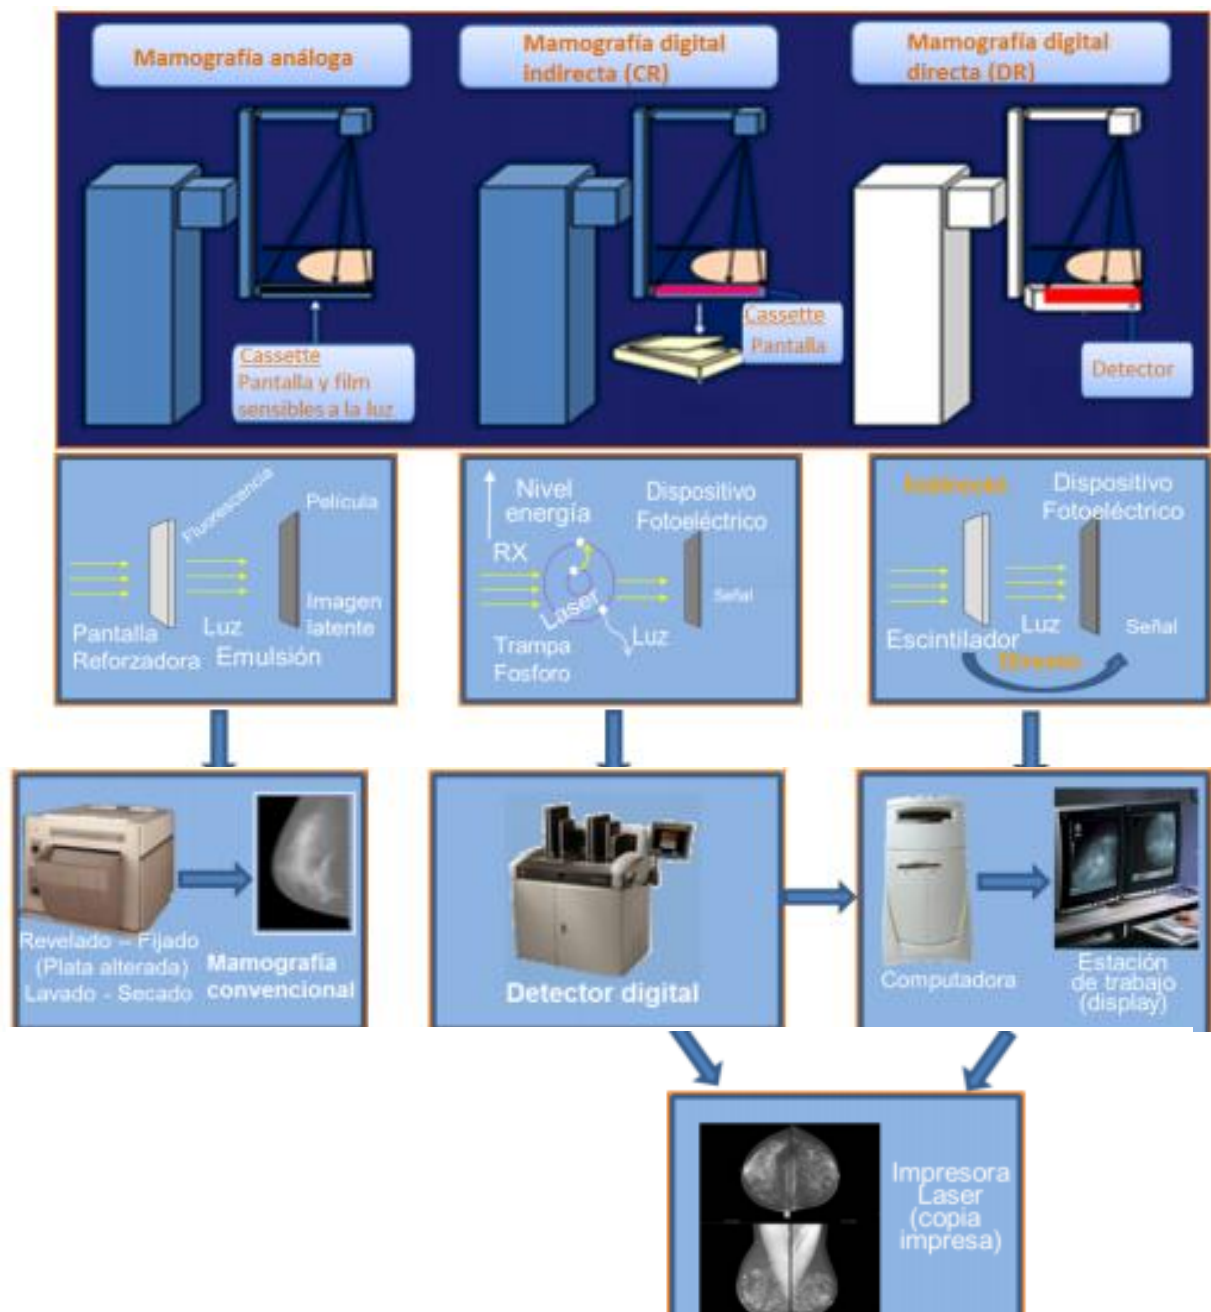 Mamografía análoga
Mamografía digital
indirecta (CR)
Mamografía digital
directa (DR)
Cassette
Pantalla y film
sensibles a la luz
Cassette
Pantalla
Detector
Fluorescencia
Película
Pantalla
Reforzadora
Luz
Emulsión
Imagen
latente
Nivel
energía
RX
Laser
Trampa
Fosforo
Luz
Dispositivo
Fotoeléctrico
Señal
Indirecto
Dispositivo
Fotoeléctrico
Escintilador
Luz
Señal
Directo
Revelado – Fijado
(Plata alterada)
Lavado - Secado
Mamografía
convencional
Detector digital
Computadora
Estación
de trabajo
(display)
Impresora
Laser
(copia
impresa)